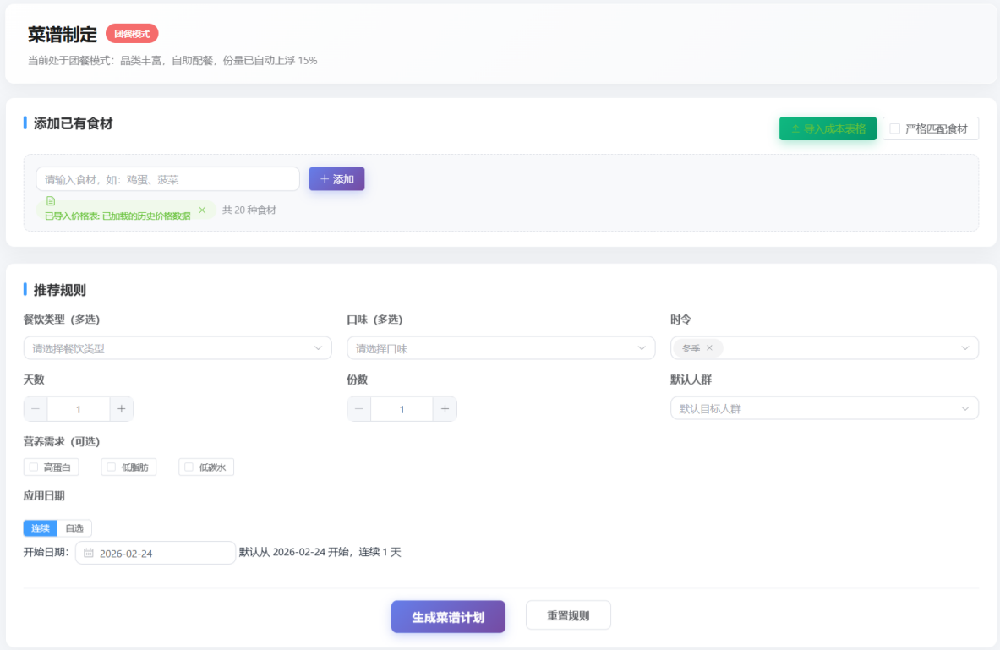 菜谱制定 团餐模式
当前处于团餐模式：品类丰富，自助配餐，份量已自动上浮 15%
添加已有食材
导入成本表格 严格匹配食材
请输入食材，如：鸡蛋、菠菜 + 添加
已导入价格表: 已加载的历史价格数据 × 共 20 种食材
推荐规则
餐饮类型（多选） 口味（多选） 时令
请选择餐饮类型 请选择口味 冬季 ×
天数 份数 默认人群
− 1 + − 1 + 默认目标人群
营养需求（可选）
高蛋白 低脂肪 低碳水
应用日期
连续 自选
开始日期： 2026-02-24 默认从 2026-02-24 开始，连续 1 天
生成菜谱计划 重置规则